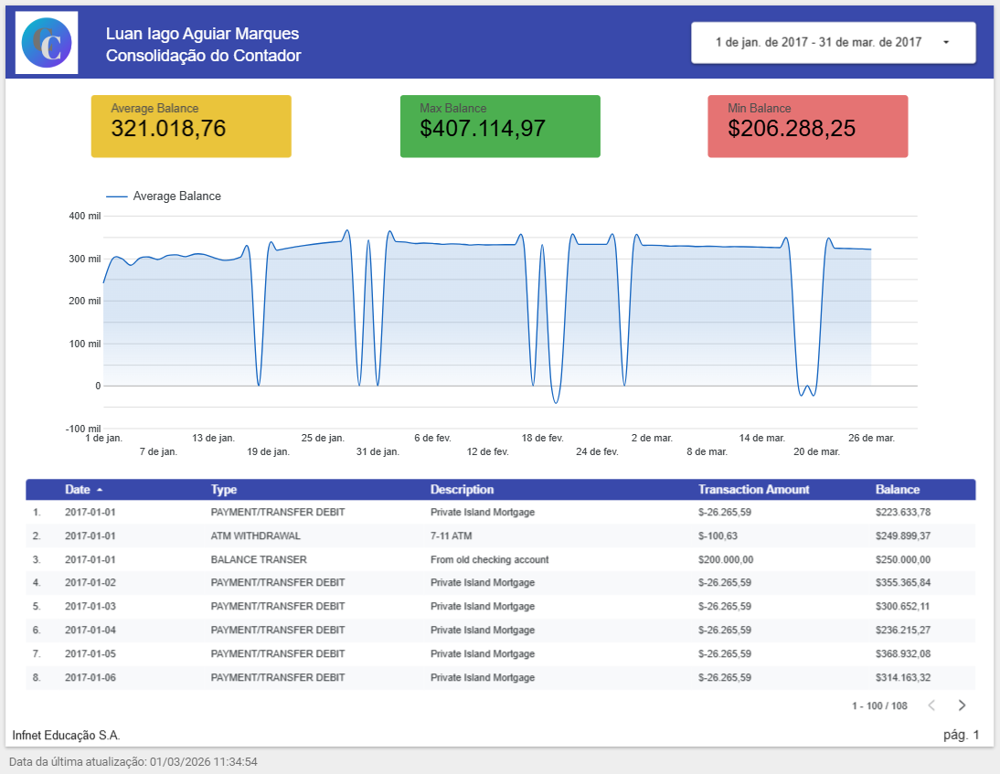 Luan Iago Aguiar Marques
Consolidação do Contador
1 de jan. de 2017 - 31 de mar. de 2017
Average Balance
321.018,76
Max Balance
$407.114,97
Min Balance
$206.288,25
Average Balance
400 mil
300 mil
200 mil
100 mil
0
-100 mil
1 de jan.
7 de jan.
13 de jan.
19 de jan.
25 de jan.
31 de jan.
6 de fev.
12 de fev.
18 de fev.
24 de fev.
2 de mar.
8 de mar.
14 de mar.
20 de mar.
26 de mar.
Date Type Description Transaction Amount Balance
1. 2017-01-01 PAYMENT/TRANSFER DEBIT Private Island Mortgage $-26.265,59 $223.633,78
2. 2017-01-01 ATM WITHDRAWAL 7-11 ATM $-100,63 $249.899,37
3. 2017-01-01 BALANCE TRANSER From old checking account $200.000,00 $250.000,00
4. 2017-01-02 PAYMENT/TRANSFER DEBIT Private Island Mortgage $-26.265,59 $355.365,84
5. 2017-01-03 PAYMENT/TRANSFER DEBIT Private Island Mortgage $-26.265,59 $300.652,11
6. 2017-01-04 PAYMENT/TRANSFER DEBIT Private Island Mortgage $-26.265,59 $236.215,27
7. 2017-01-05 PAYMENT/TRANSFER DEBIT Private Island Mortgage $-26.265,59 $368.932,08
8. 2017-01-06 PAYMENT/TRANSFER DEBIT Private Island Mortgage $-26.265,59 $314.163,32
1 - 100 / 108
Infnet Educação S.A.
pág. 1
Data da última atualização: 01/03/2026 11:34:54